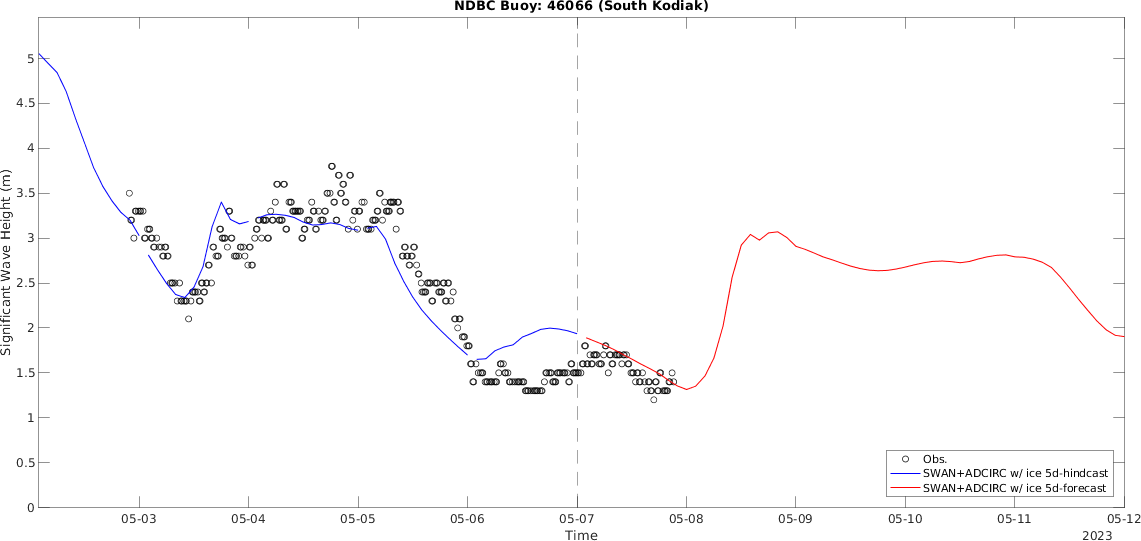 NDBC Buoy: 46066 (South Kodiak)
Significant Wave Height (m)
5
4.5
4
3.5
3
2.5
2
1.5
1
0.5
0
Obs.
SWAN+ADCIRC w/ ice 5d-hindcast
SWAN+ADCIRC w/ ice 5d-forecast
05-03 05-04 05-05 05-06 05-07 05-08 05-09 05-10 05-11 05-12
Time
2023